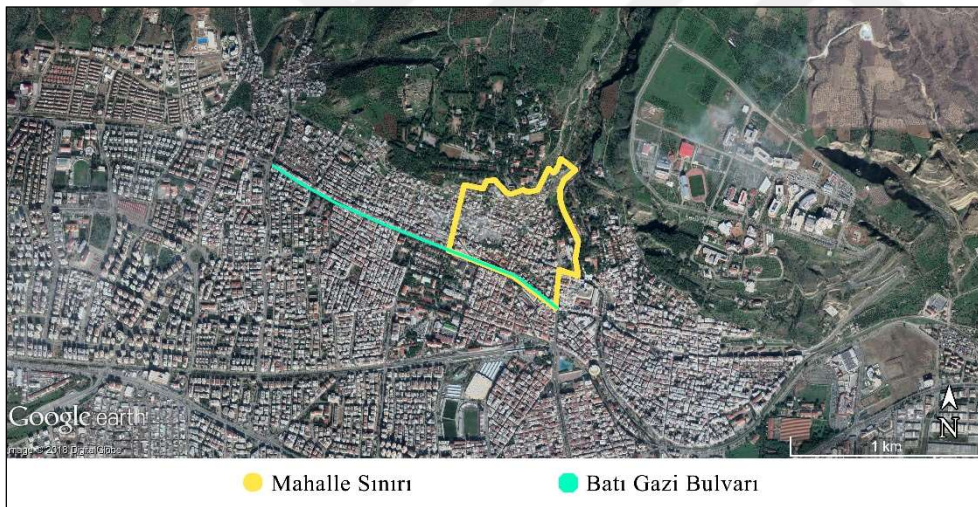 Google earth
Image © 2018 DigitalGlobe
N
1 km
Mahalle Sınırı
Batı Gazi Bulvarı